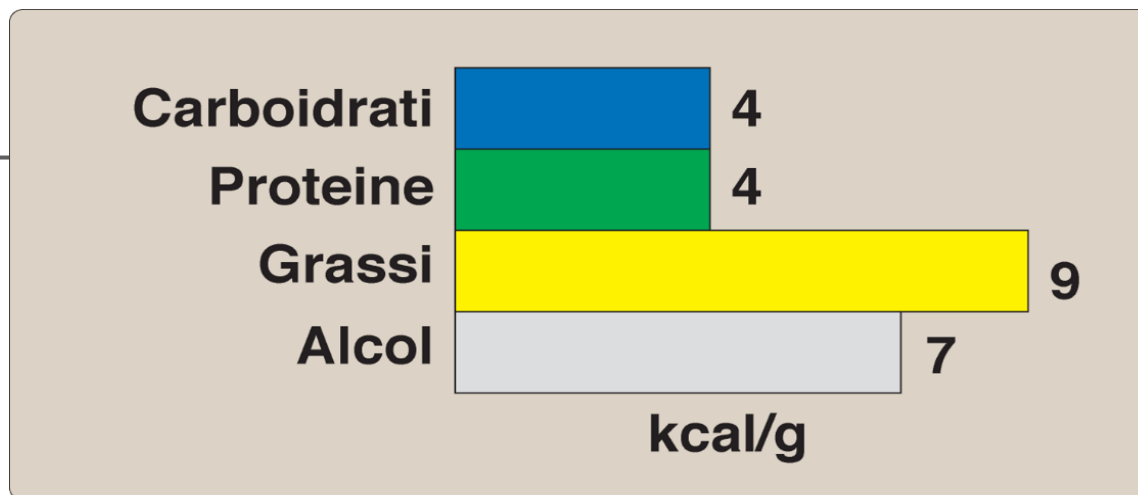 Carboidrati 4
Proteine 4
Grassi 9
Alcol 7
kcal/g